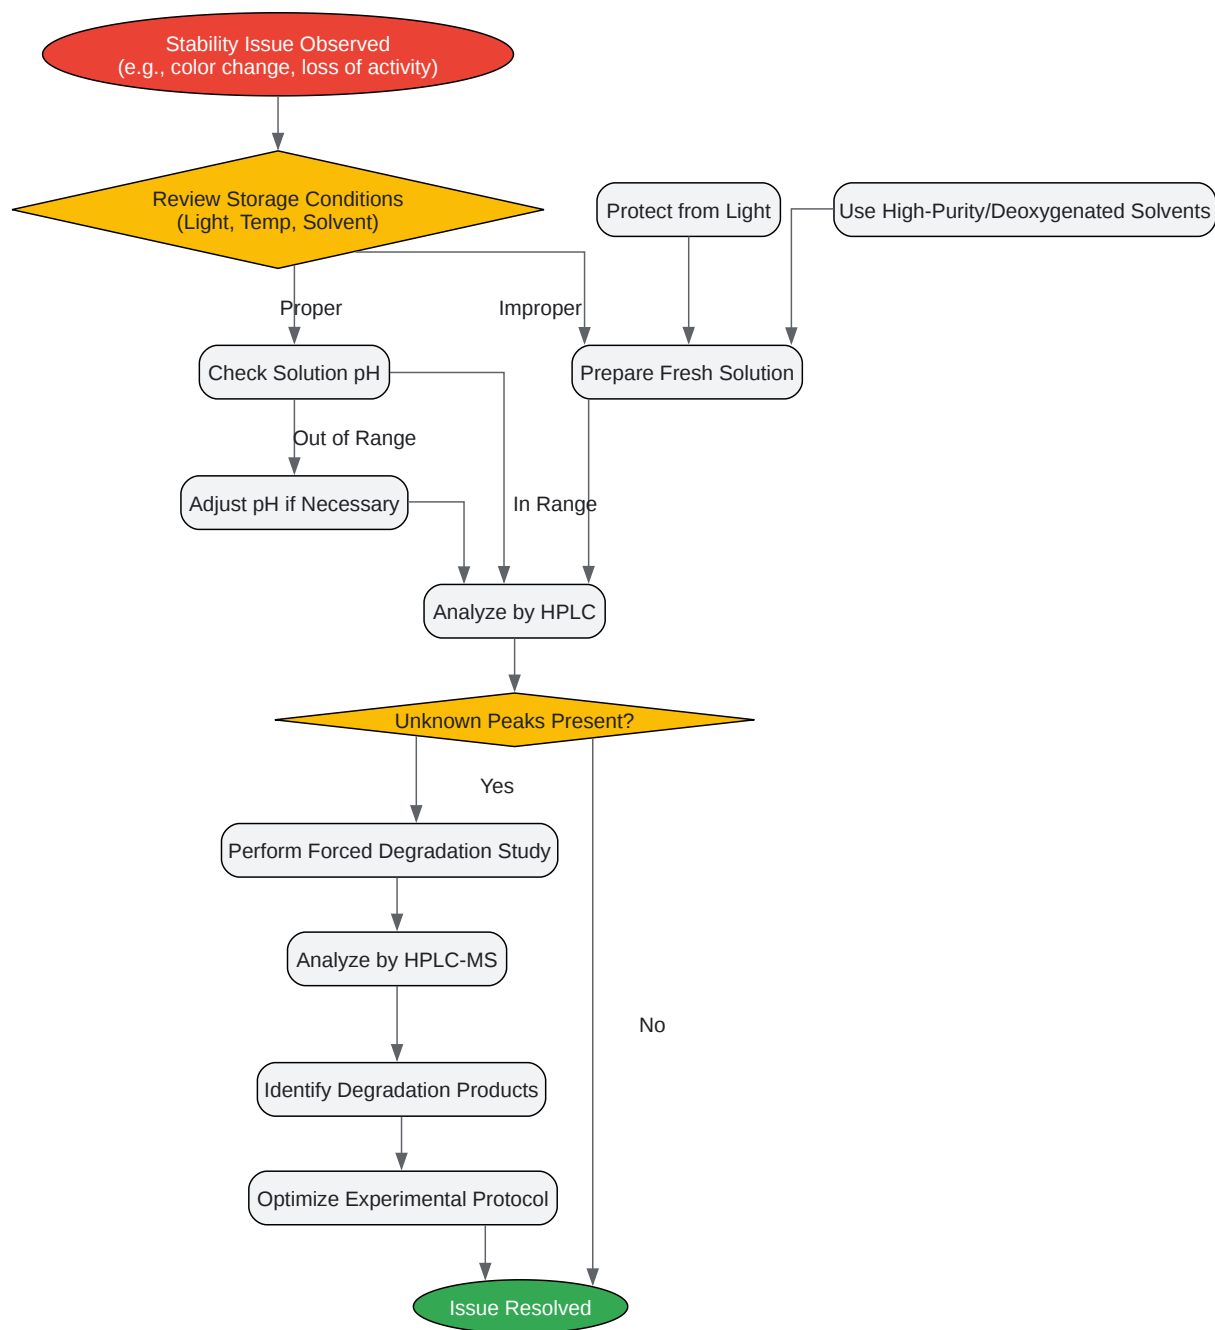 Stability Issue Observed
(e.g., color change, loss of activity)
Review Storage Conditions
(Light, Temp, Solvent)
Protect from Light
Use High-Purity/Deoxygenated Solvents
Proper
Improper
Check Solution pH
Prepare Fresh Solution
Out of Range
Adjust pH if Necessary
In Range
Analyze by HPLC
Unknown Peaks Present?
Yes
Perform Forced Degradation Study
Analyze by HPLC-MS
No
Identify Degradation Products
Optimize Experimental Protocol
Issue Resolved